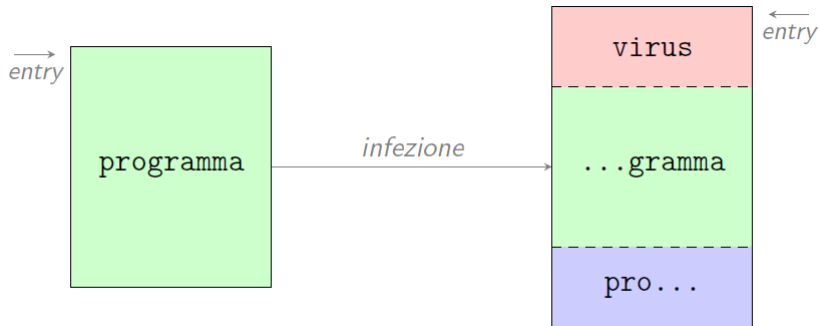 entry
programma
infezione
virus
...gramma
pro...
entry